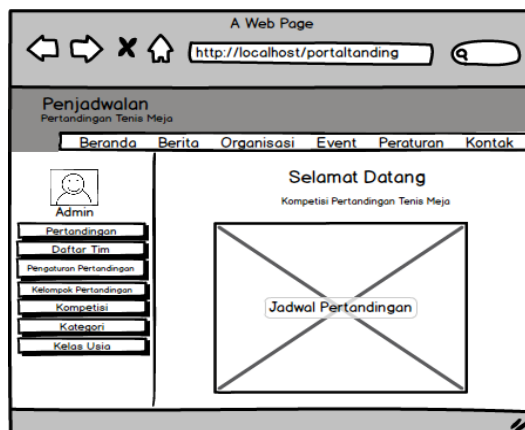 A Web Page
http://localhost/portaltanding
Penjadwalan
Pertandingan Tenis Meja
Beranda Berita Organisasi Event Peraturan Kontak
Admin
Pertandingan
Daftar Tim
Pengaturan Pertandingan
Kelompok Pertandingan
Kompetisi
Kategori
Kelas Usia
Selamat Datang
Kompetisi Pertandingan Tenis Meja
Jadwal Pertandingan